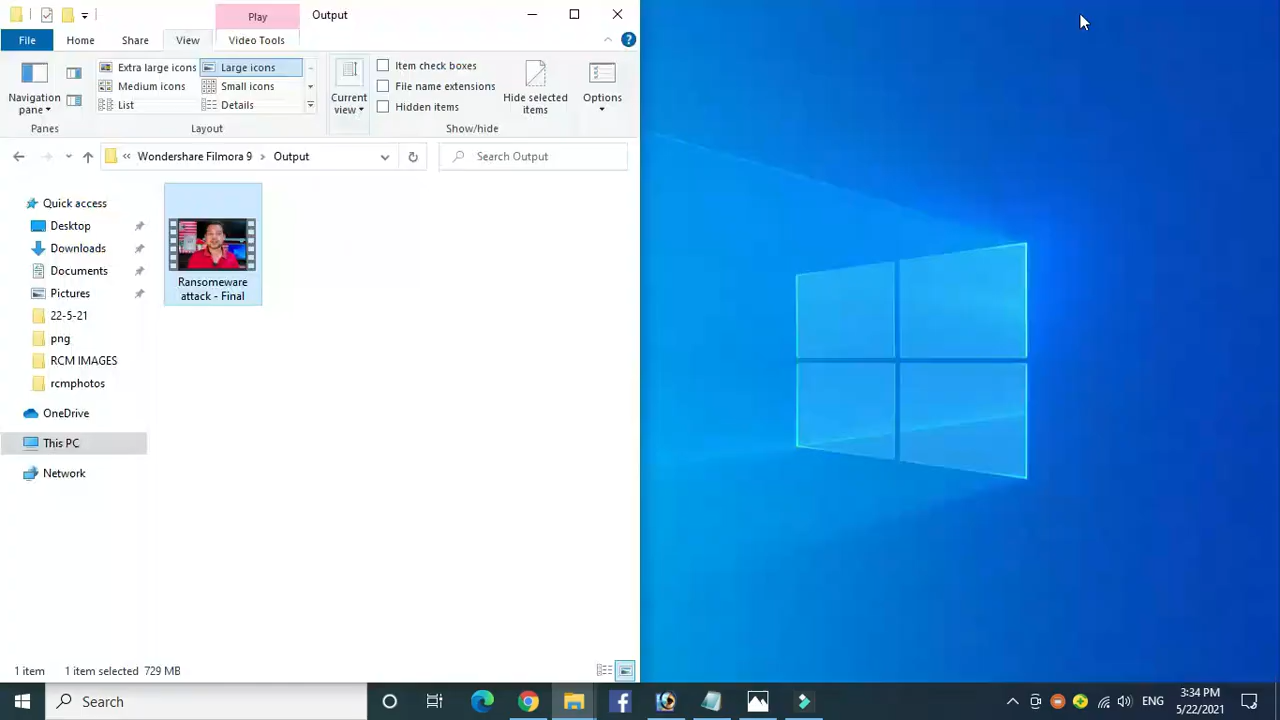 Play
Output
File
Home
Share
View
Video Tools
Navigation
pane
Panes
Extra large icons
Large icons
Medium icons
Small icons
List
Details
Layout
Current
view
Item check boxes
File name extensions
Hidden items
Hide selected
items
Show/hide
Options
Wondershare Filmora 9
Output
Search Output
Quick access
Desktop
Downloads
Documents
Pictures
22-5-21
png
RCM IMAGES
rcmphotos
OneDrive
This PC
Network
Ransomeware
attack - Final
1 item
1 item selected 729 MB
Search
ENG
3:34 PM
5/22/2021